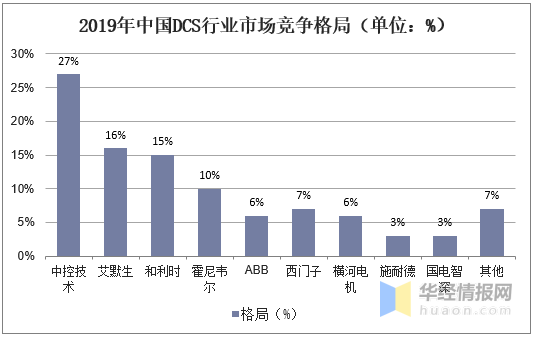 2019年中国DCS行业市场竞争格局（单位：%）
30%
25%
20%
15%
10%
5%
0%
27%
16%
15%
10%
6%
7%
6%
3%
3%
7%
中控技
术
艾默生
和利时
霍尼韦
尔
ABB
西门子
横河电
机
施耐德
国电智
深
其他
格局（%）
华经情报网
huaon.com